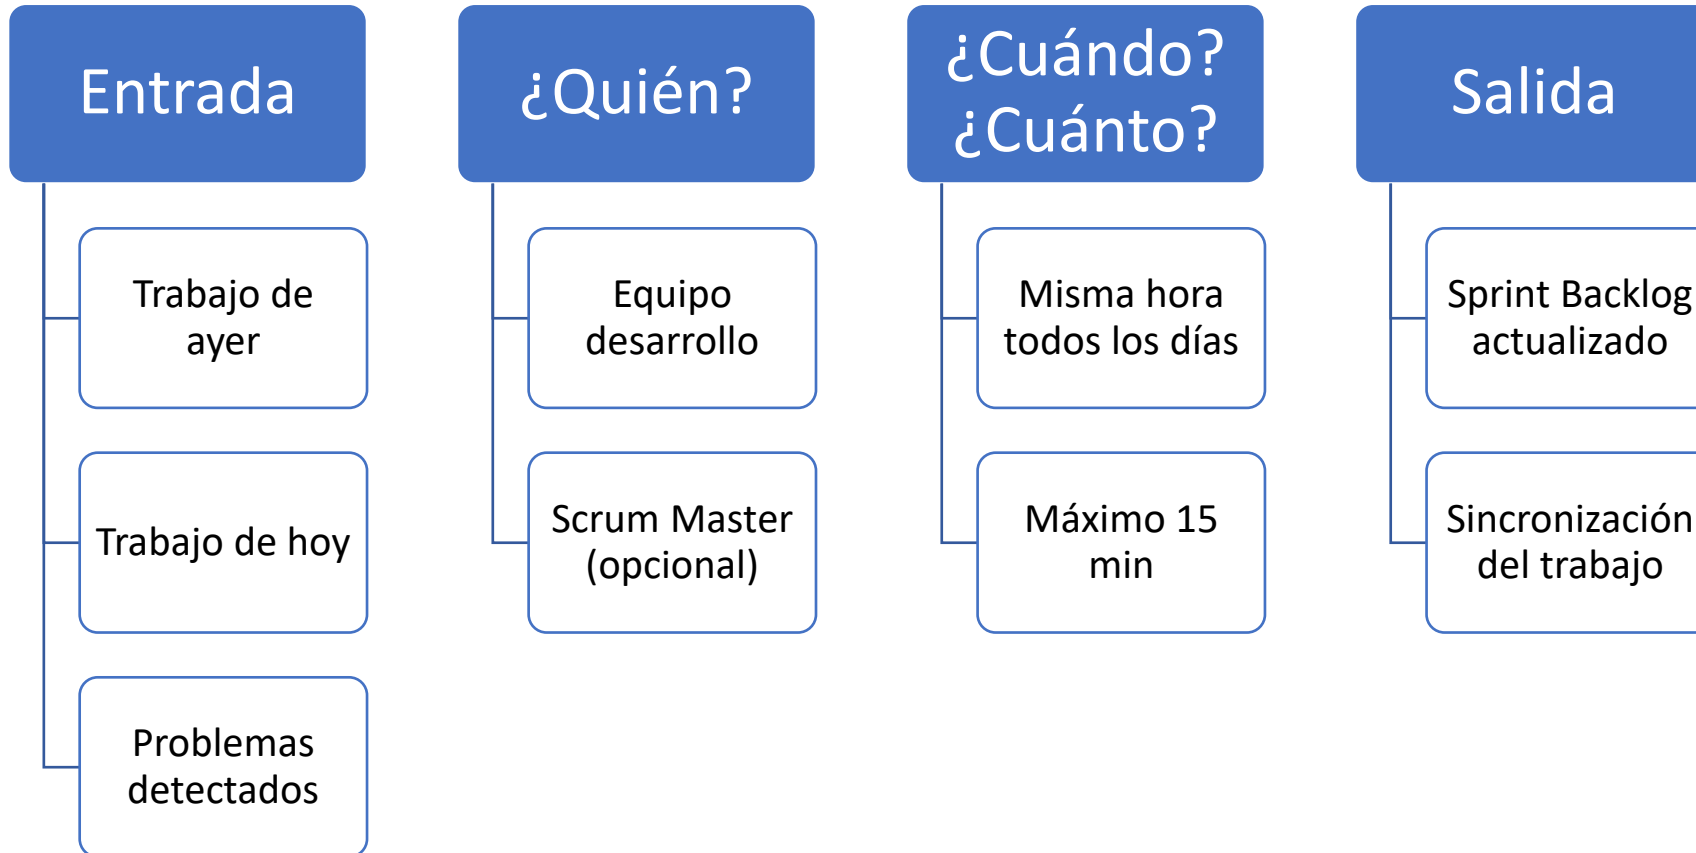 Entrada
Trabajo de
ayer
Trabajo de hoy
Problemas
detectados
¿Quién?
Equipo
desarrollo
Scrum Master
(opcional)
¿Cuándo?
¿Cuánto?
Misma hora
todos los días
Máximo 15
min
Salida
Sprint Backlog
actualizado
Sincronización
del trabajo